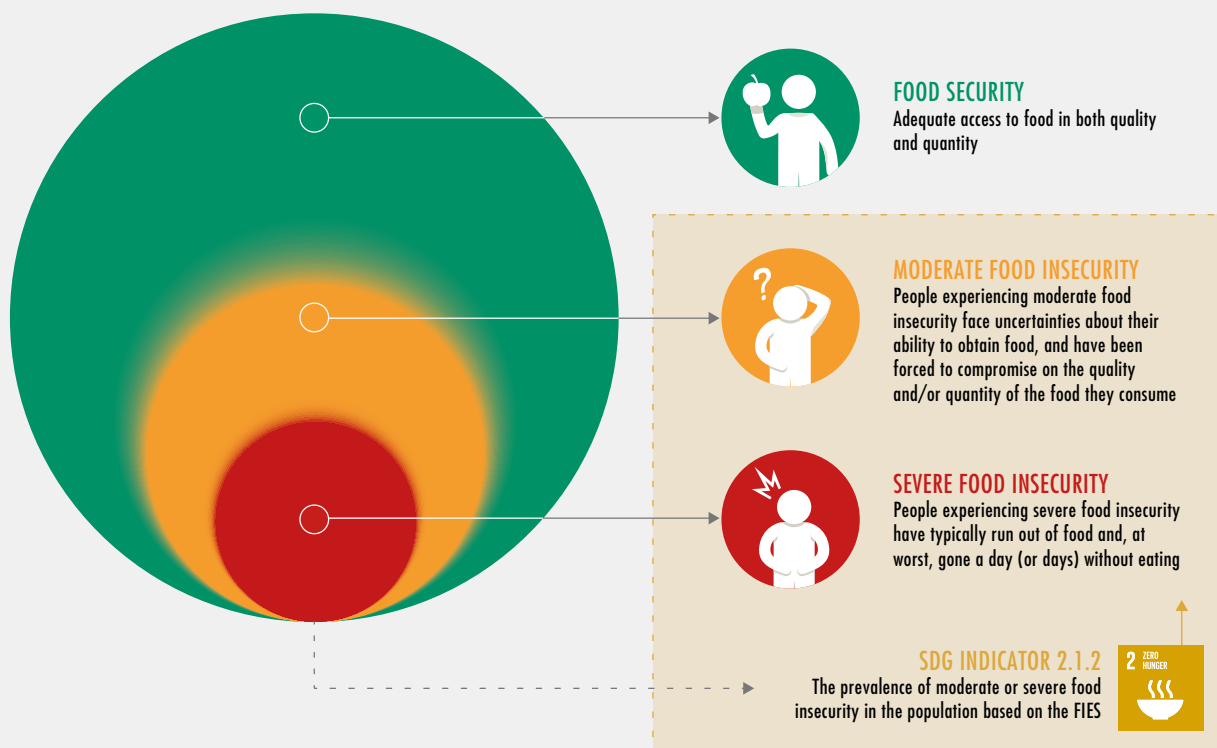 FOOD SECURITY
Adequate access to food in both quality
and quantity
?
MODERATE FOOD INSECURITY
People experiencing moderate food
insecurity face uncertainties about their
ability to obtain food, and have been
forced to compromise on the quality
and/or quantity of the food they consume
SEVERE FOOD INSECURITY
People experiencing severe food insecurity
have typically run out of food and, at
worst, gone a day (or days) without eating
SDG INDICATOR 2.1.2
The prevalence of moderate or severe food
insecurity in the population based on the FIES
2 ZERO
HUNGER